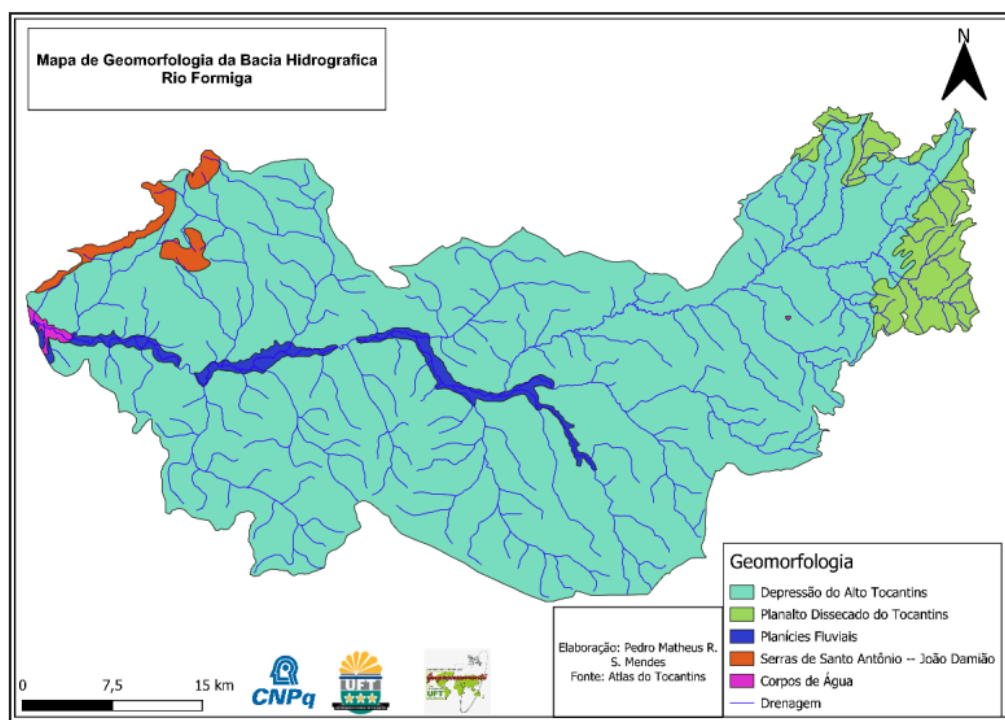 Mapa de Geomorfologia da Bacia Hidrografica
Rio Formiga
N
Geomorfologia
Depressão do Alto Tocantins
Planalto Dissecado do Tocantins
Planícies Fluviais
Serras de Santo Antônio -- João Damião
Corpos de Água
Drenagem
Elaboração: Pedro Matheus R.
S. Mendes
Fonte: Atlas do Tocantins
0 7,5 15 km
CNPq
UFT
UFT